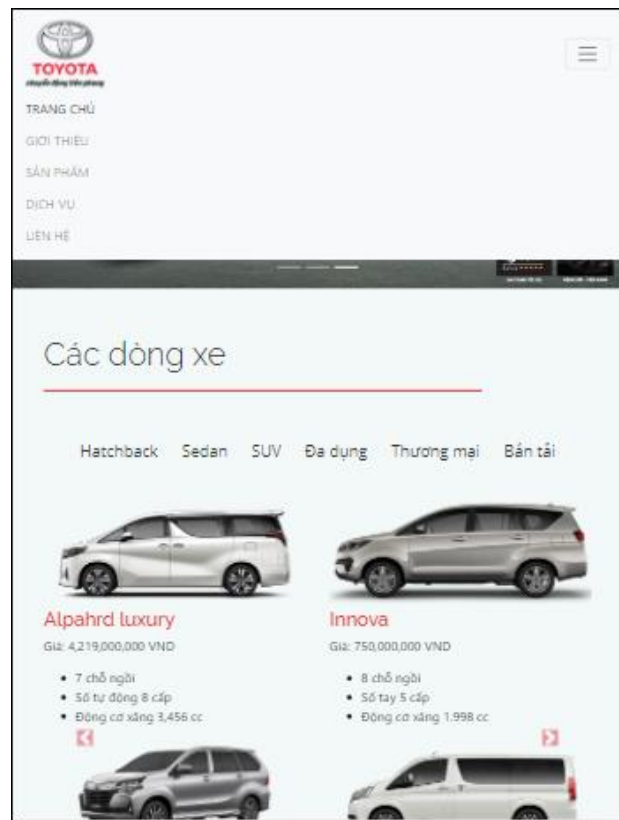 TOYOTA
TRANG CHỦ
GIỚI THIỆU
SẢN PHẨM
DỊCH VỤ
LIÊN HỆ
Các dòng xe
Hatchback Sedan SUV Đa dụng Thương mại Bán tải
Alpahrd luxury Innova
Giá: 4,219,000,000 VND Giá: 750,000,000 VND
7 chỗ ngồi 8 chỗ ngồi
Số tự động 8 cấp Số tay 5 cấp
Động cơ xăng 3,456 cc Động cơ xăng 1.998 cc